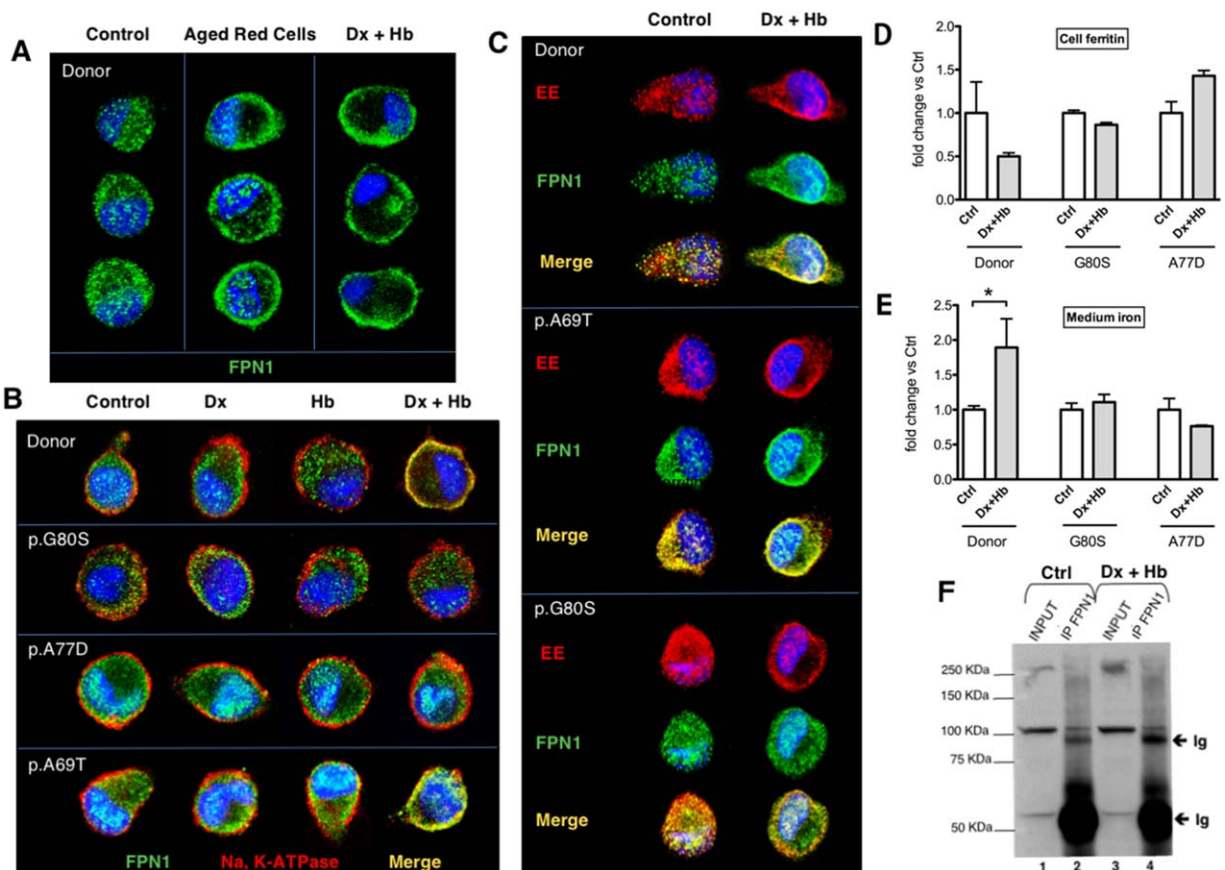 A
Control Aged Red Cells Dx + Hb
Donor
FPN1
B
Control Dx Hb Dx + Hb
Donor
p.G80S
p.A77D
p.A69T
FPN1 Na, K-ATPase Merge
C
Control Dx + Hb
Donor
EE
FPN1
Merge
p.A69T
EE
FPN1
Merge
p.G80S
EE
FPN1
Merge
D
Cell ferritin
fold change vs Ctrl
2.0
1.5
1.0
0.5
0.0
Ctrl Dx+Hb Ctrl Dx+Hb Ctrl Dx+Hb
Donor G80S A77D
E
Medium iron
fold change vs Ctrl
2.5
2.0
1.5
1.0
0.5
0.0
*
Ctrl Dx+Hb Ctrl Dx+Hb Ctrl Dx+Hb
Donor G80S A77D
F
Ctrl Dx + Hb
INPUT IP FPN1 INPUT IP FPN1
250 KDa
150 KDa
100 KDa
Ig
75 KDa
50 KDa
Ig
1 2 3 4